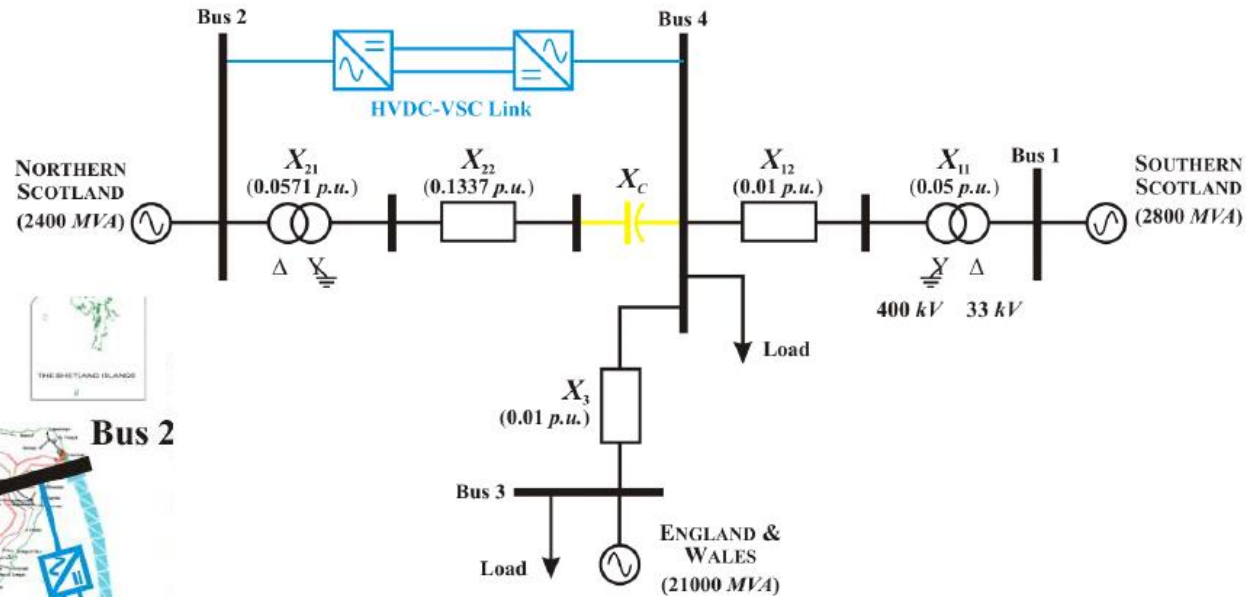 Bus 2
Bus 4
HVDC-VSC Link
NORTHERN
SCOTLAND
(2400 MVA)
X21
(0.0571 p.u.)
X22
(0.1337 p.u.)
XC
X12
(0.01 p.u.)
X11
(0.05 p.u.)
Bus 1
SOUTHERN
SCOTLAND
(2800 MVA)
Δ Y
Y Δ
400 kV 33 kV
Load
THE SHETLAND ISLANDS
X3
(0.01 p.u.)
Bus 2
Bus 3
Load
ENGLAND &
WALES
(21000 MVA)